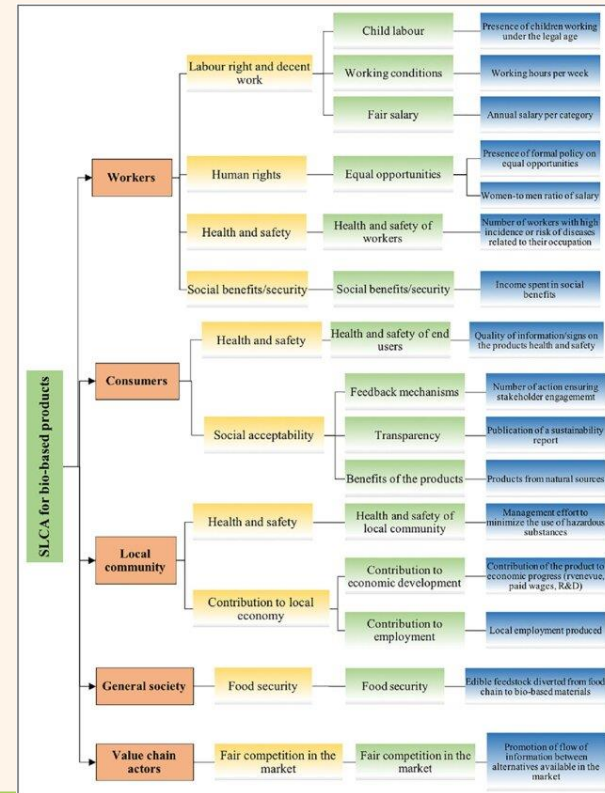 SLCA for bio-based products
Workers
Labour right and decent
work
Child labour
Presence of children working
under the legal age
Working conditions
Working hours per week
Fair salary
Annual salary per category
Human rights
Equal opportunities
Presence of formal policy on
equal opportunities
Women-to men ratio of salary
Health and safety
Health and safety of
workers
Number of workers with high
incidence or risk of diseases
related to their occupation
Social benefits/security
Social benefits/security
Income spent in social
benefits
Consumers
Health and safety
Health and safety of end
users
Quality of information/signs on
the products health and safety
Social acceptability
Feedback mechanisms
Number of action ensuring
stakeholder engagememt
Transparency
Publication of a sustainability
report
Benefits of the products
Products from natural sources
Local
community
Health and safety
Health and safety of
local community
Management effort to
minimize the use of hazardous
substances
Contribution to local
economy
Contribution to
economic development
Contribution of the product to
economic progress (rvenevue,
paid wages, R&D)
Contribution to
employment
Local employment produced
General society
Food security
Food security
Edible feedstock diverted from food
chain to bio-based materials
Value chain
actors
Fair competition in the
market
Fair competition in the
market
Promotion of flow of
information between
alternatives available in the
market